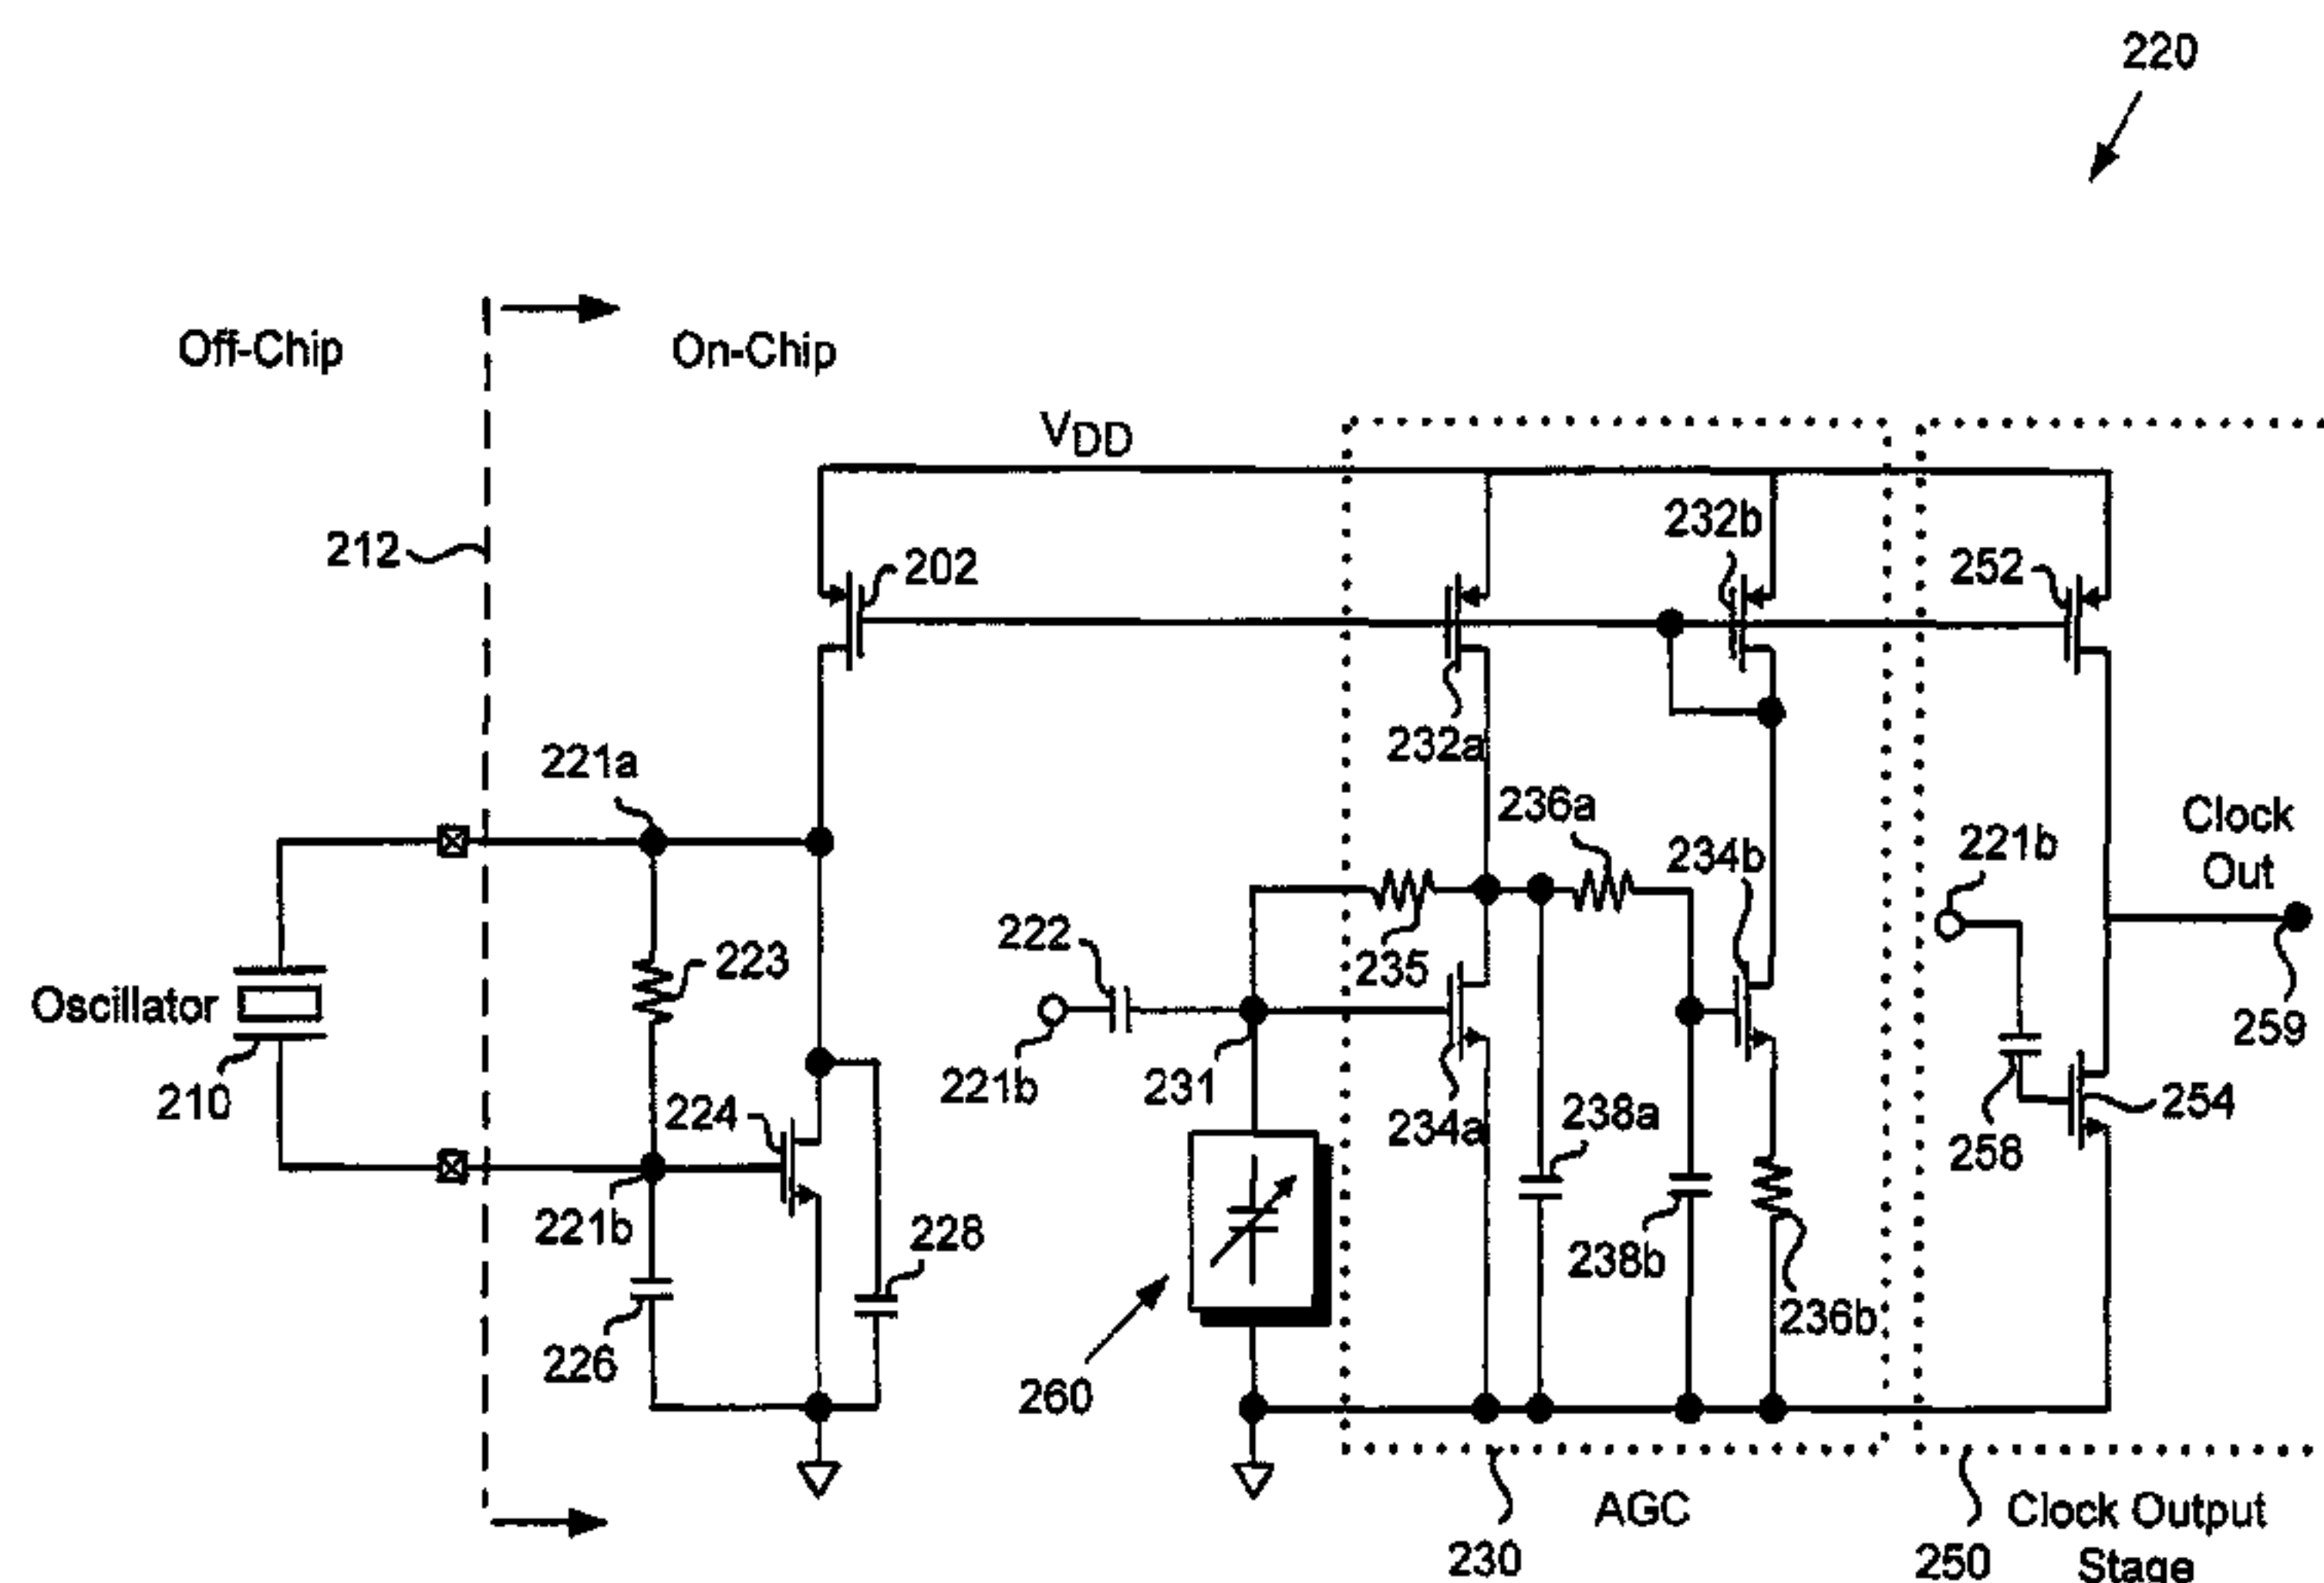 220
Off-Chip
On-Chip
VDD
212
202
232b
252
232a
221a
236a
234b
221b
Clock
Out
222
235
223
Oscillator
221b
231
259
210
224
234a
238a
254
258
221b
228
238b
236b
226
260
AGC
230
Clock Output
Stage
250